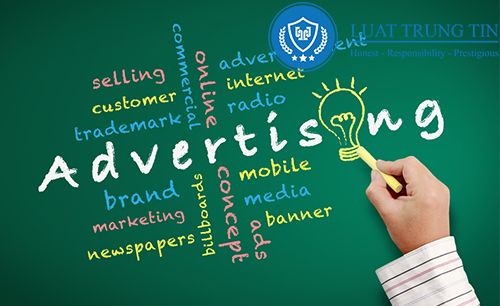 LUAT TRUNG TIN
Honest - Responsibility - Prestigious
commercial
online
selling
customer
internet
trademark
radio
Advertising
brand
mobile
marketing
media
billboards
concept
ads
banner
newspapers